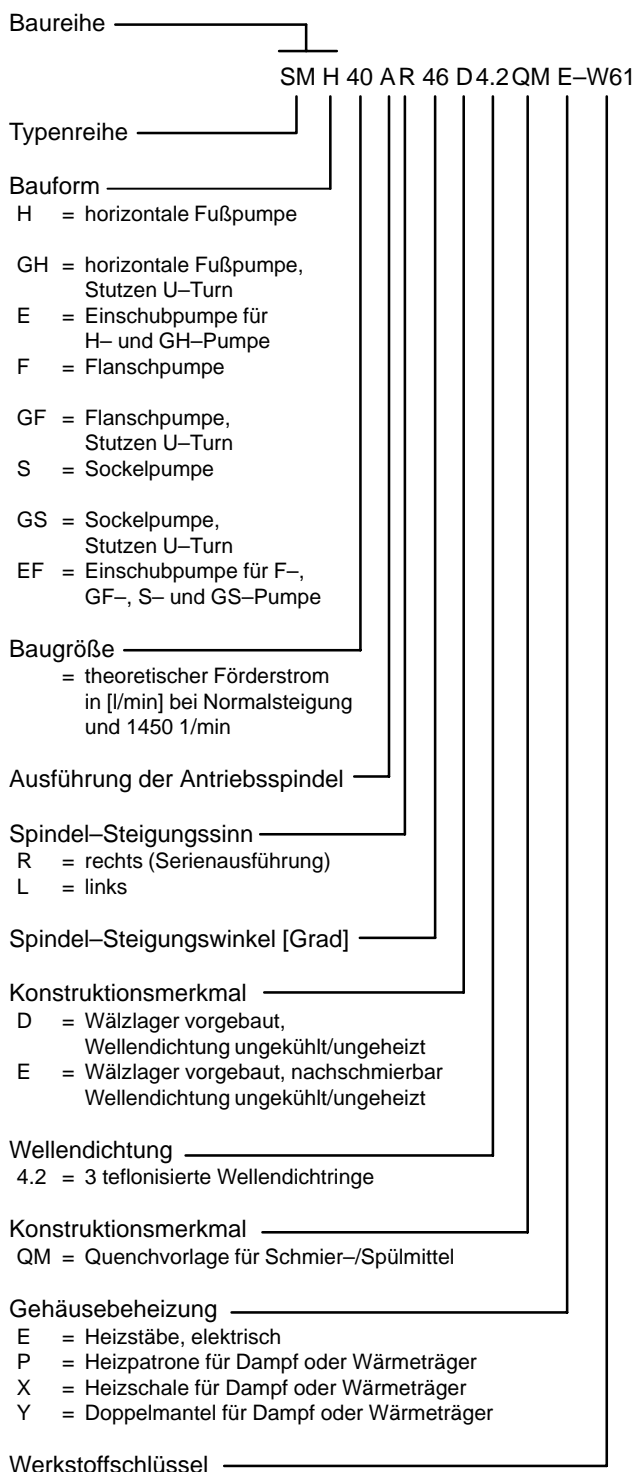 Baureihe
SM H 40 A R 46 D 4.2 QM E–W61
Typenreihe
Bauform
H = horizontale Fußpumpe
GH = horizontale Fußpumpe,
Stutzen U–Turn
E = Einschubpumpe für
H– und GH–Pumpe
F = Flanschpumpe
GF = Flanschpumpe,
Stutzen U–Turn
S = Sockelpumpe
GS = Sockelpumpe,
Stutzen U–Turn
EF = Einschubpumpe für F–,
GF–, S– und GS–Pumpe
Baugröße
= theoretischer Förderstrom
in [l/min] bei Normalsteigung
und 1450 1/min
Ausführung der Antriebsspindel
Spindel–Steigungssinn
R = rechts (Serienausführung)
L = links
Spindel–Steigungswinkel [Grad]
Konstruktionsmerkmal
D = Wälzlager vorgebaut,
Wellendichtung ungekühlt/ungeheizt
E = Wälzlager vorgebaut, nachschmierbar
Wellendichtung ungekühlt/ungeheizt
Wellendichtung
4.2 = 3 teflonisierte Wellendichtringe
Konstruktionsmerkmal
QM = Quenchvorlage für Schmier–/Spülmittel
Gehäusebeheizung
E = Heizstäbe, elektrisch
P = Heizpatrone für Dampf oder Wärmeträger
X = Heizschale für Dampf oder Wärmeträger
Y = Doppelmantel für Dampf oder Wärmeträger
Werkstoffschlüssel